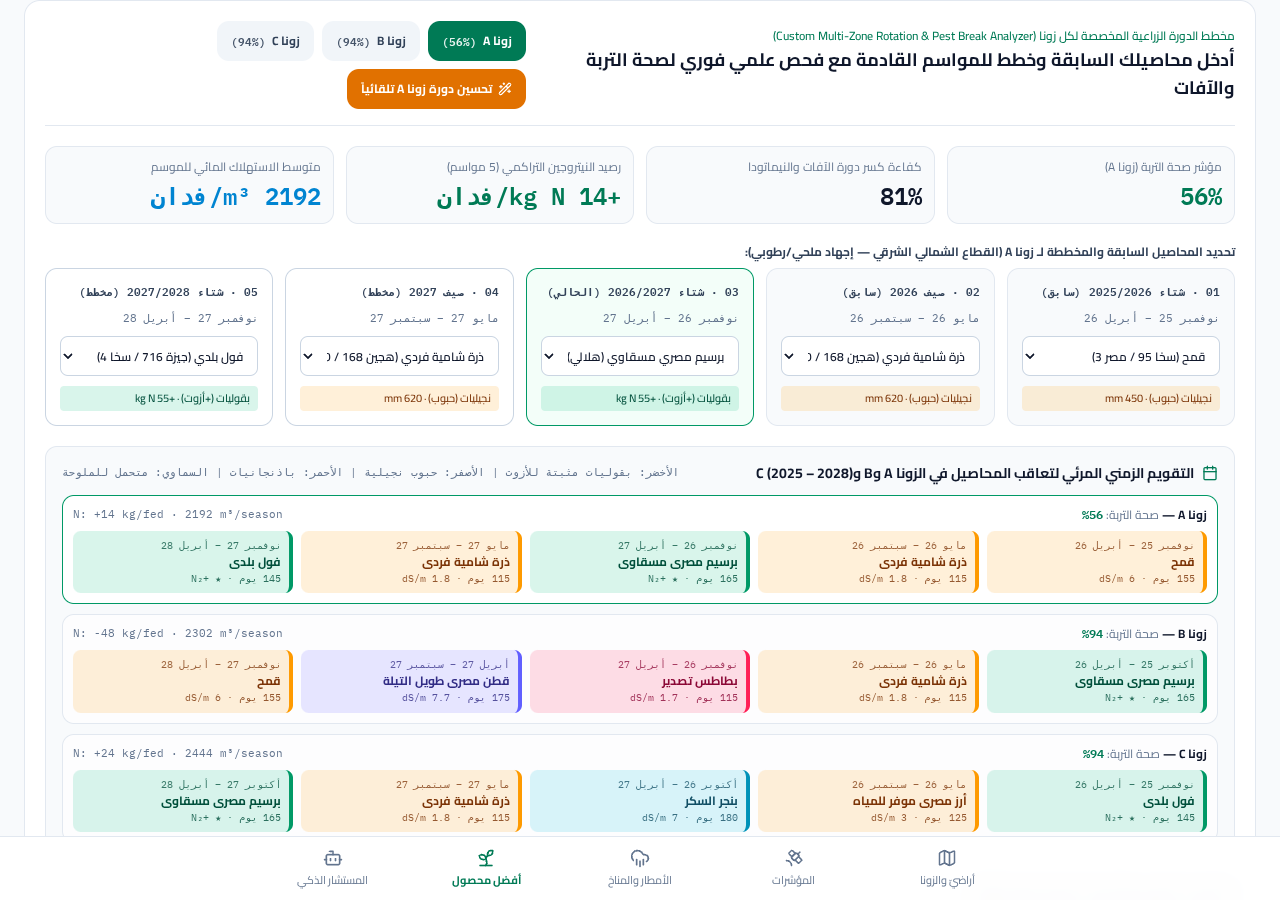 مخطط الدورة الزراعية المخصصة لكل زونا (Custom Multi-Zone Rotation & Pest Break Analyzer)
أدخل محاصيلك السابقة وخطط للمواسم القادمة مع فحص علمي فوري لصحة التربة
والآفات
زونا A (56%)
زونا B (94%)
زونا C (94%)
تحسين دورة زونا A تلقائياً
مؤشر صحة التربة (زونا A)
56%
كفاءة كسر دورة الآفات والنيماتودا
81%
رصيد النيتروجين التراكمي (5 مواسم)
+14 kg N/فدان
متوسط الاستهلاك المائي للموسم
2192 m³/فدان
تحديد المحاصيل السابقة والمخططة لـ زونا A (القطاع الشمالي الشرقي — إجهاد ملحي/رطوبي):
01 · شتاء 2025/2026 (سابق)
نوفمبر 25 – أبريل 26
قمح (سخا 95 / مصر 3)
نجيليات (حبوب) · 450 mm
02 · صيف 2026 (سابق)
مايو 26 – سبتمبر 26
ذرة شامية فردي (هجين 168 /
نجيليات (حبوب) · 620 mm
03 · شتاء 2026/2027 (الحالي)
نوفمبر 26 – أبريل 27
برسيم مصري مسقاوي (هلالي)
بقوليات (+أزوت) · +55 kg N
04 · صيف 2027 (مخطط)
مايو 27 – سبتمبر 27
ذرة شامية فردي (هجين 168 /
نجيليات (حبوب) · 620 mm
05 · شتاء 2027/2028 (مخطط)
نوفمبر 27 – أبريل 28
فول بلدي (جيزة 716 / سخا 4)
بقوليات (+أزوت) · +55 kg N
التقويم الزمني المرئي لتعاقب المحاصيل في الزونا A وB وC (2025 – 2028)
الأخضر: بقوليات مثبتة للأزوت | الأصفر: حبوب نجيلية | الأحمر: باذنجانيات | السماوي: متحمل للملوحة
زونا A — صحة التربة: 56%
N: +14 kg/fed · 2192 m³/season
نوفمبر 25 – أبريل 26
قمح
155 يوم · 6 dS/m
مايو 26 – سبتمبر 26
ذرة شامية فردي
115 يوم · 1.8 dS/m
نوفمبر 26 – أبريل 27
برسيم مصري مسقاوي
165 يوم · ★ +N₂
مايو 27 – سبتمبر 27
ذرة شامية فردي
115 يوم · 1.8 dS/m
نوفمبر 27 – أبريل 28
فول بلدي
145 يوم · ★ +N₂
زونا B — صحة التربة: 94%
N: -48 kg/fed · 2302 m³/season
أكتوبر 25 – أبريل 26
برسيم مصري مسقاوي
165 يوم · ★ +N₂
مايو 26 – سبتمبر 26
ذرة شامية فردي
115 يوم · 1.8 dS/m
نوفمبر 26 – أبريل 27
بطاطس تصدير
115 يوم · 1.7 dS/m
أبريل 27 – سبتمبر 27
قطن مصري طويل التيلة
175 يوم · 7.7 dS/m
نوفمبر 27 – أبريل 28
قمح
155 يوم · 6 dS/m
زونا C — صحة التربة: 94%
N: +24 kg/fed · 2444 m³/season
نوفمبر 25 – أبريل 26
فول بلدي
145 يوم · ★ +N₂
مايو 26 – سبتمبر 26
أرز مصري موفر للمياه
125 يوم · 3 dS/m
أكتوبر 26 – أبريل 27
بنجر السكر
180 يوم · 7 dS/m
مايو 27 – سبتمبر 27
ذرة شامية فردي
115 يوم · 1.8 dS/m
أكتوبر 27 – أبريل 28
برسيم مصري مسقاوي
165 يوم · ★ +N₂
أراضيّ والزونا
المؤشرات
الأمطار والمناخ
أفضل محصول
المستشار الذكي